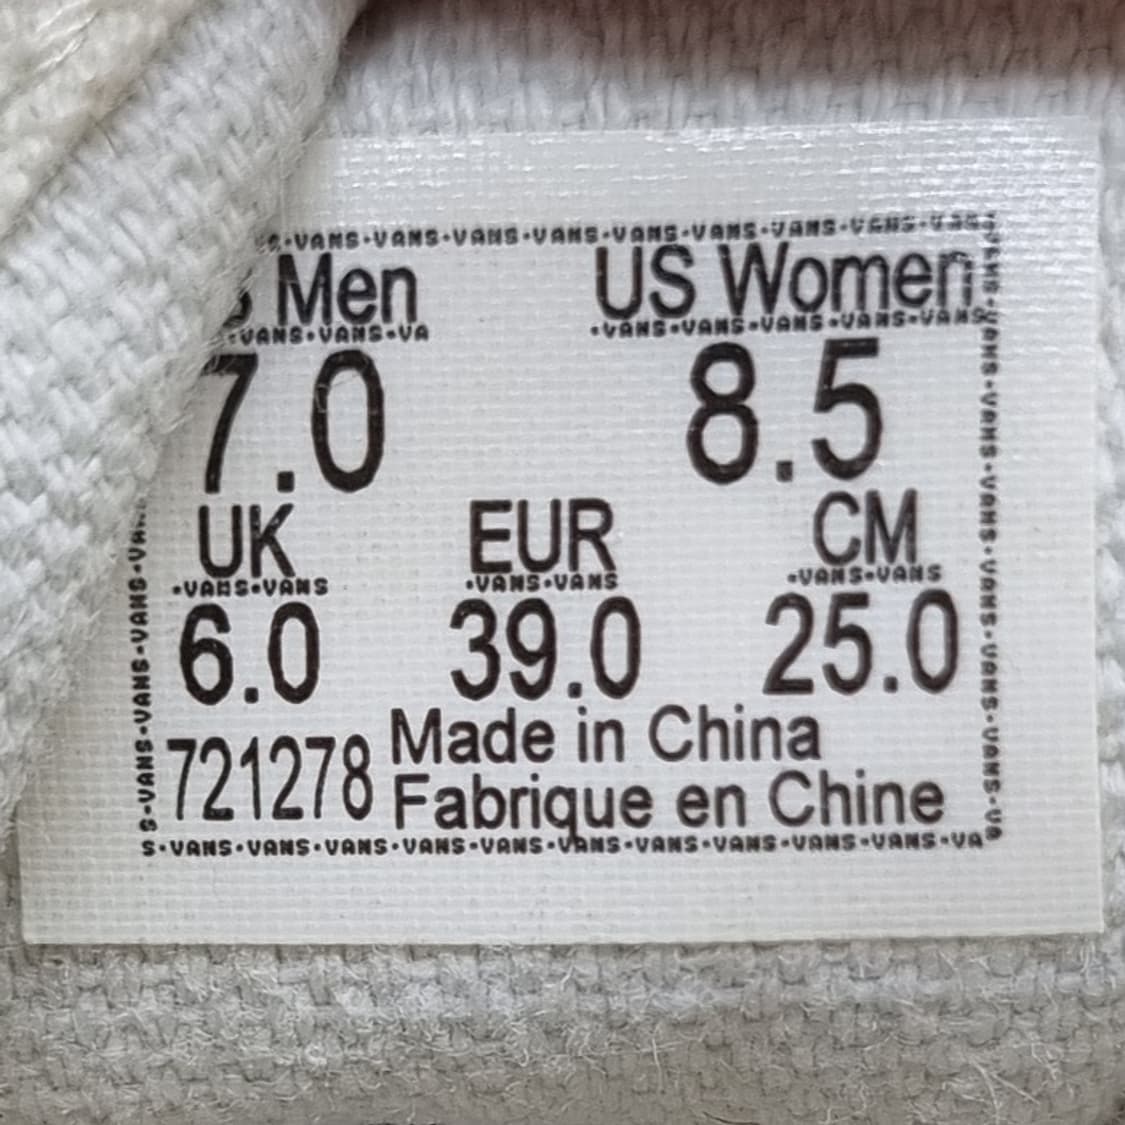 S•VANS•VANS•VANS•VANS•VANS•VANS•VANS•VANS•VANS
S Men US Women
•VANS•VANS•VA •VANS•VANS•VANS•VANS•VANS
7.0 8.5
UK EUR CM
•VANS•VANS •VANS•VANS •VANS•VANS
6.0 39.0 25.0
721278 Made in China
Fabrique en Chine
S•VANS•VANS•VANS•VANS•VANS•VANS•VANS•VANS•VANS•VANS•VA